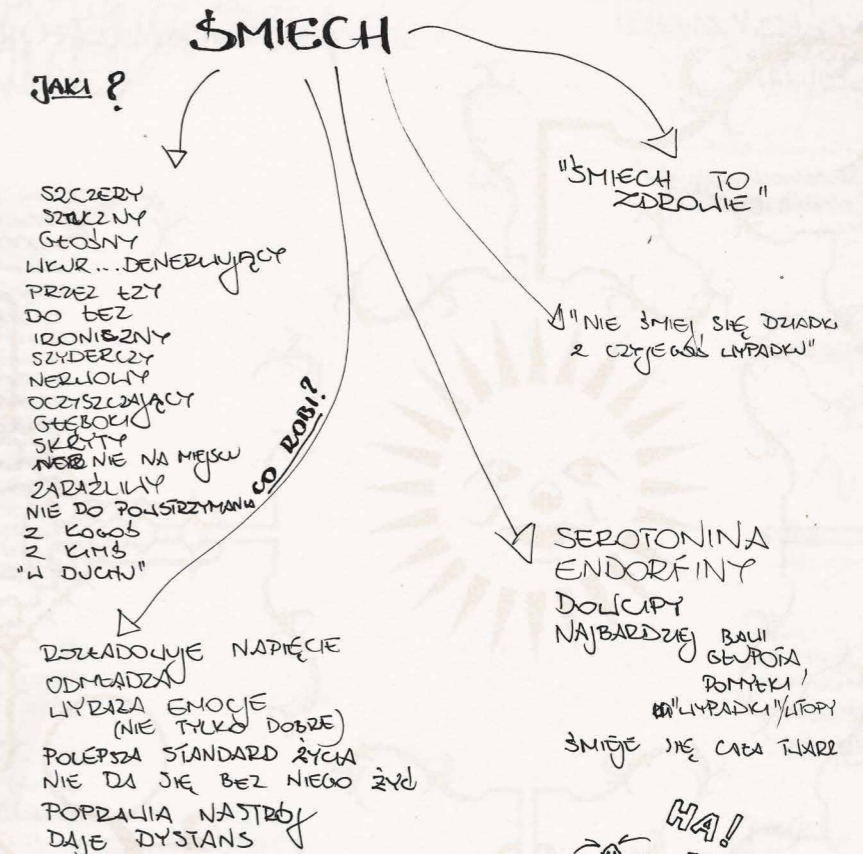 ŚMIECH
JAKI?
SZCZERY
SZTUCZNY
GŁOŚNY
WKUR...DENERWUJĄCY
PRZEZ ŁZY
DO ŁEZ
IRONICZNY
SZYDERCZY
NERWOWY
OCZYSZCZAJĄCY
GŁĘBOKI
SKRYTY
NIE NA MIEJSCU
ZARAŹLIWY
NIE DO POWSTRZYMANIA
Z KOGOŚ
Z KIMŚ
"W DUCHU"
CO ROBI?
ROZŁADOWUJE NAPIĘCIE
ODMŁADZA
WYRAŻA EMOCJE
(NIE TYLKO DOBRE)
POLEPSZA STANDARD ŻYCIA
NIE DA SIĘ BEZ NIEGO ŻYĆ
POPRAWIA NASTRÓJ
DAJE DYSTANS
"ŚMIECH TO
ZDROWIE"
"NIE ŚMIEJ SIĘ DZIADKU
Z CZYJEGOŚ WYPADKU"
SEROTONINA
ENDORFINY
DOWCIPY
NAJBARDZIEJ BAWI
GŁUPOTA,
POMYŁKI,
"WYPADKI"/WTOPY
ŚMIEJE SIĘ CAŁA TWARZ
HA!